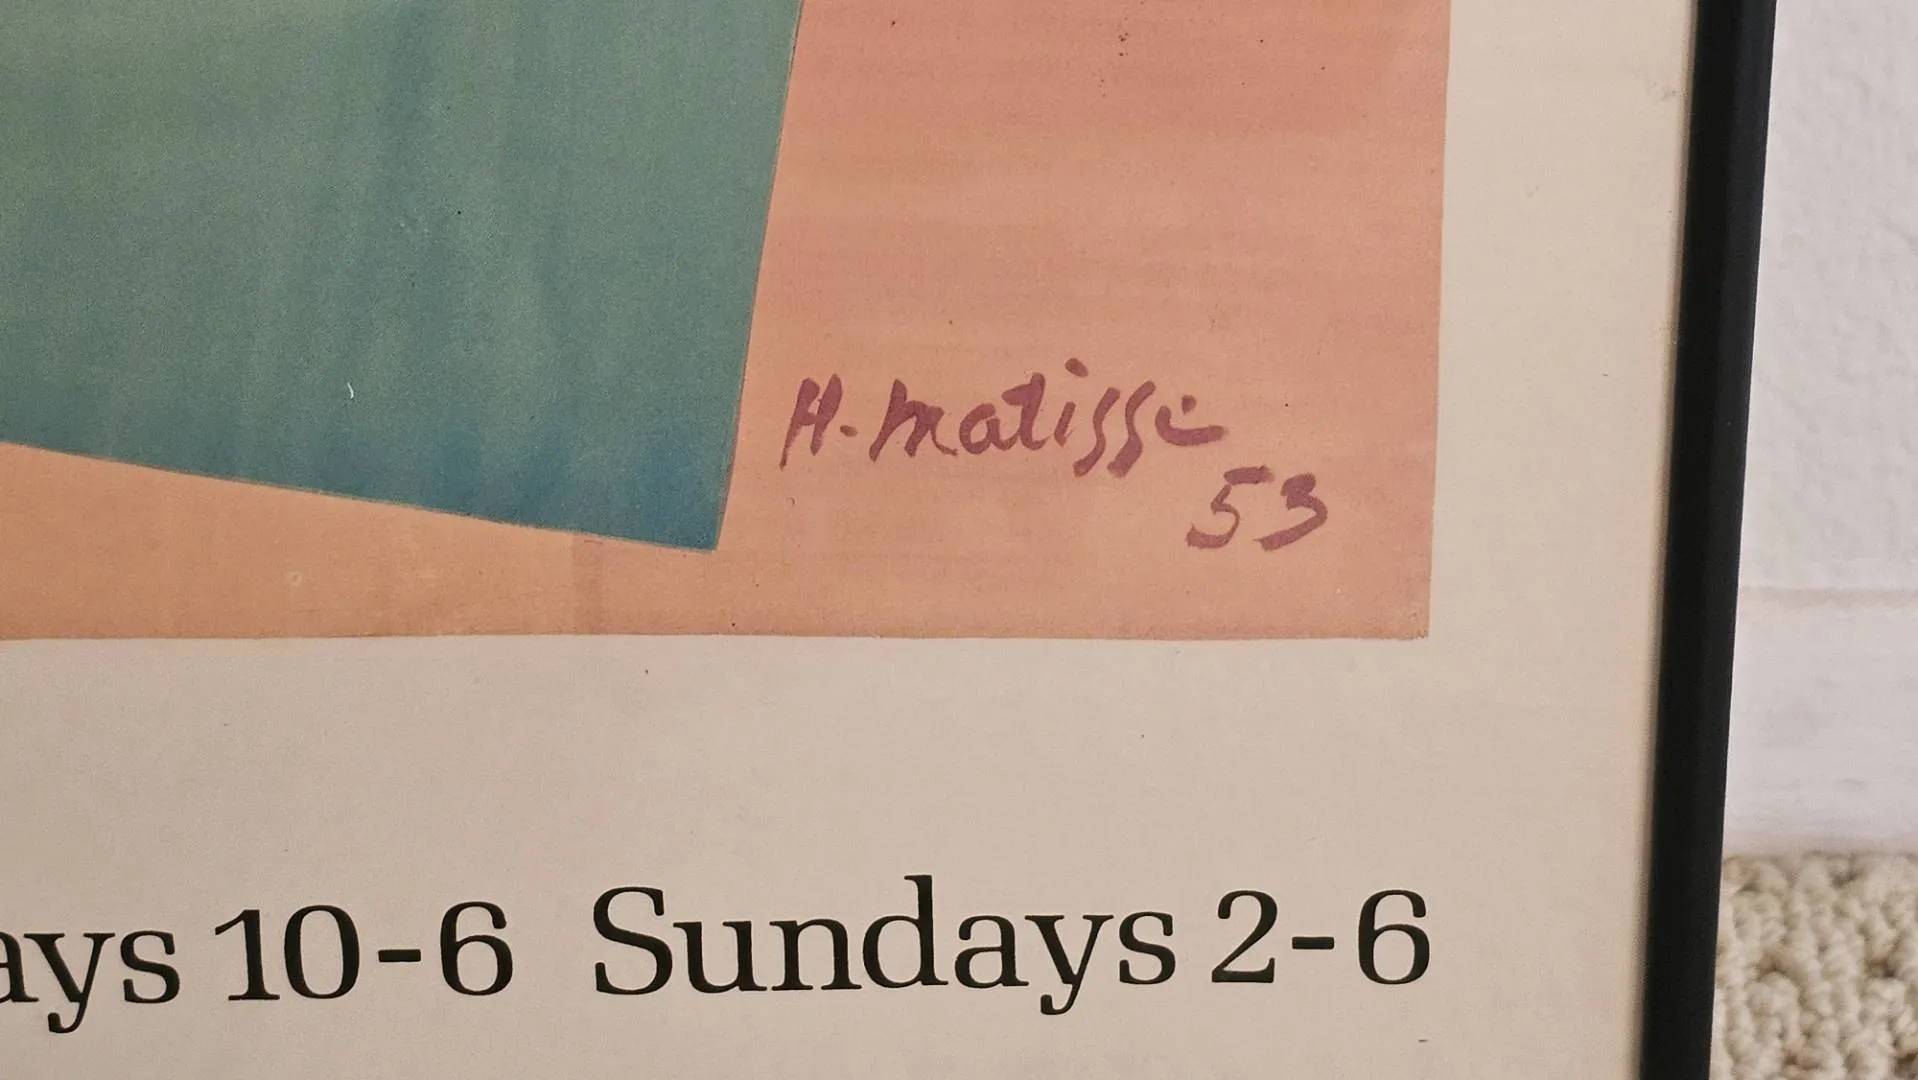 H. Matisse
53
ays 10-6 Sundays 2-6